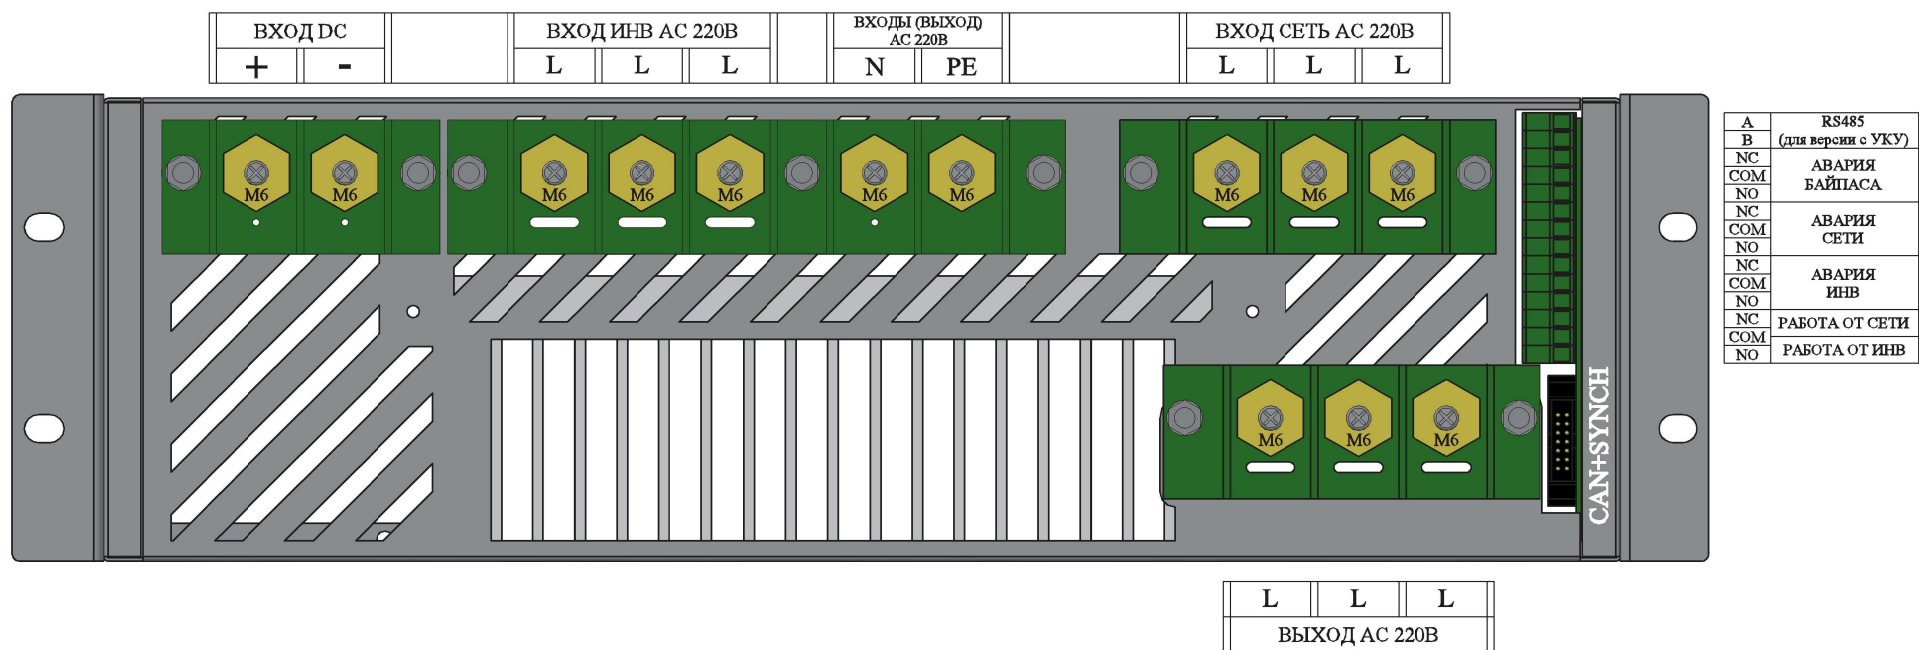 ВХОД DC
+ -
ВХОД ИНВ АС 220В
L L L
ВХОДЫ (ВЫХОД)
АС 220В
N PE
ВХОД СЕТЬ АС 220В
L L L
M6 M6 M6 M6 M6 M6 M6 M6 M6 M6
A
B
RS485
(для версии с УКУ)
NC
COM
NO
АВАРИЯ
БАЙПАСА
NC
COM
NO
АВАРИЯ
СЕТИ
NC
COM
NO
АВАРИЯ
ИНВ
NC
COM
NO
РАБОТА ОТ СЕТИ
РАБОТА ОТ ИНВ
M6 M6 M6
CAN+SYNCH
L L L
ВЫХОД АС 220В